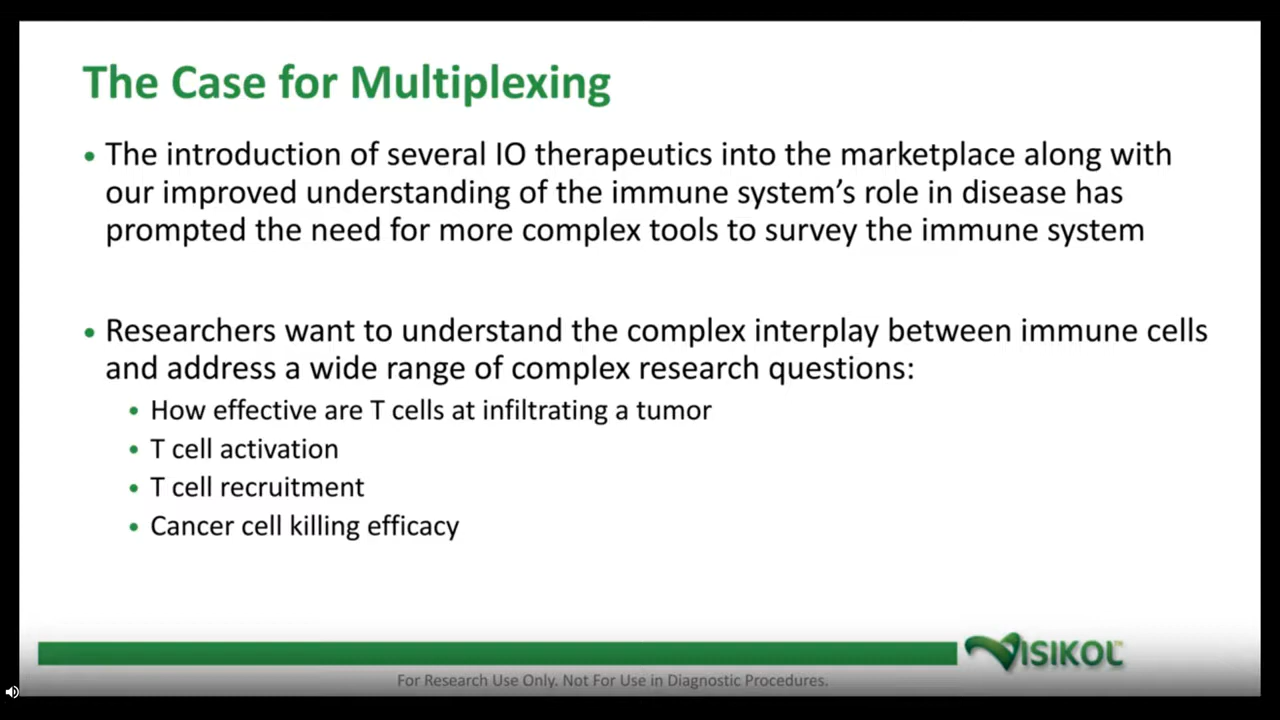 The Case for Multiplexing
• The introduction of several IO therapeutics into the marketplace along with
our improved understanding of the immune system's role in disease has
prompted the need for more complex tools to survey the immune system
• Researchers want to understand the complex interplay between immune cells
and address a wide range of complex research questions:
• How effective are T cells at infiltrating a tumor
• T cell activation
• T cell recruitment
• Cancer cell killing efficacy
VISIKOL™
For Research Use Only. Not For Use in Diagnostic Procedures.